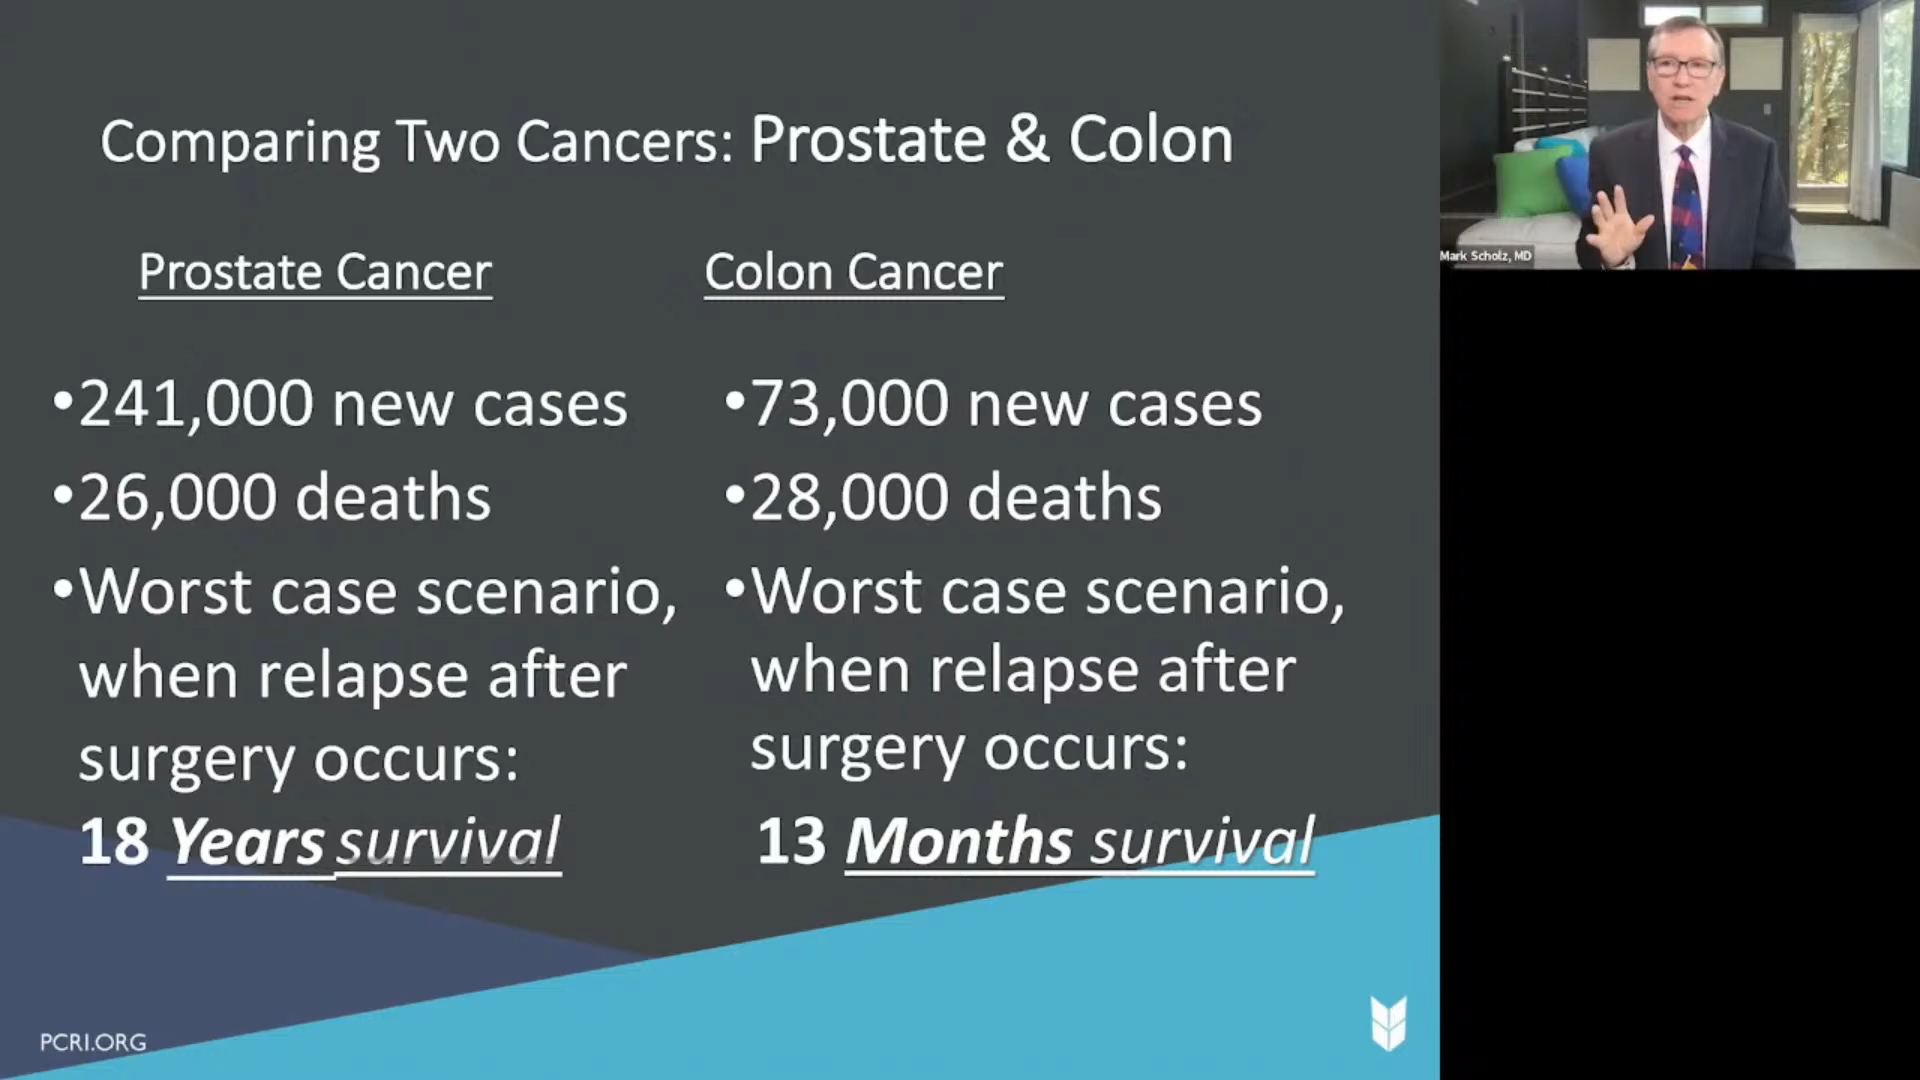 Comparing Two Cancers: Prostate & Colon
Prostate Cancer
•241,000 new cases
•26,000 deaths
•Worst case scenario,
when relapse after
surgery occurs:
18 Years survival
Colon Cancer
•73,000 new cases
•28,000 deaths
•Worst case scenario,
when relapse after
surgery occurs:
13 Months survival
PCRI.ORG
Mark Scholz, MD